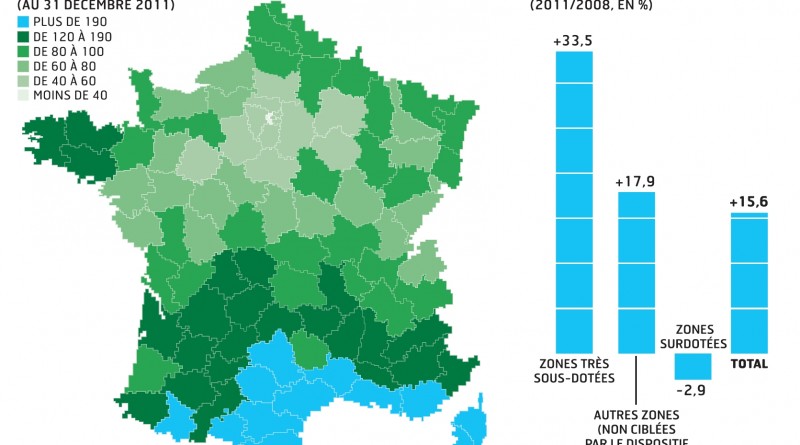 (AU 31 DÉCEMBRE 2011)
PLUS DE 190
DE 120 À 190
DE 80 À 100
DE 60 À 80
DE 40 À 60
MOINS DE 40
(2011/2008, EN %)
+33,5
+17,9
+15,6
ZONES
SURDOTÉES
-2,9
ZONES TRÈS
SOUS-DOTÉES
TOTAL
AUTRES ZONES
(NON CIBLÉES
PAR LE DISPOSITIF